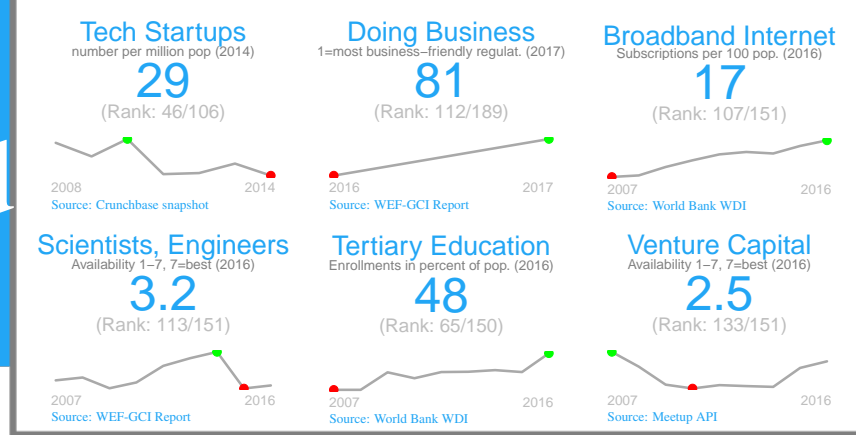 Tech Startups
number per million pop (2014)
29
(Rank: 46/106)
2008 2014
Source: Crunchbase snapshot
Doing Business
1=most business−friendly regulat. (2017)
81
(Rank: 112/189)
2016 2017
Source: WEF-GCI Report
Broadband Internet
Subscriptions per 100 pop. (2016)
17
(Rank: 107/151)
2007 2016
Source: World Bank WDI
Scientists, Engineers
Availability 1−7, 7=best (2016)
3.2
(Rank: 113/151)
2007 2016
Source: WEF-GCI Report
Tertiary Education
Enrollments in percent of pop. (2016)
48
(Rank: 65/150)
2007 2016
Source: World Bank WDI
Venture Capital
Availability 1−7, 7=best (2016)
2.5
(Rank: 133/151)
2007 2016
Source: Meetup API